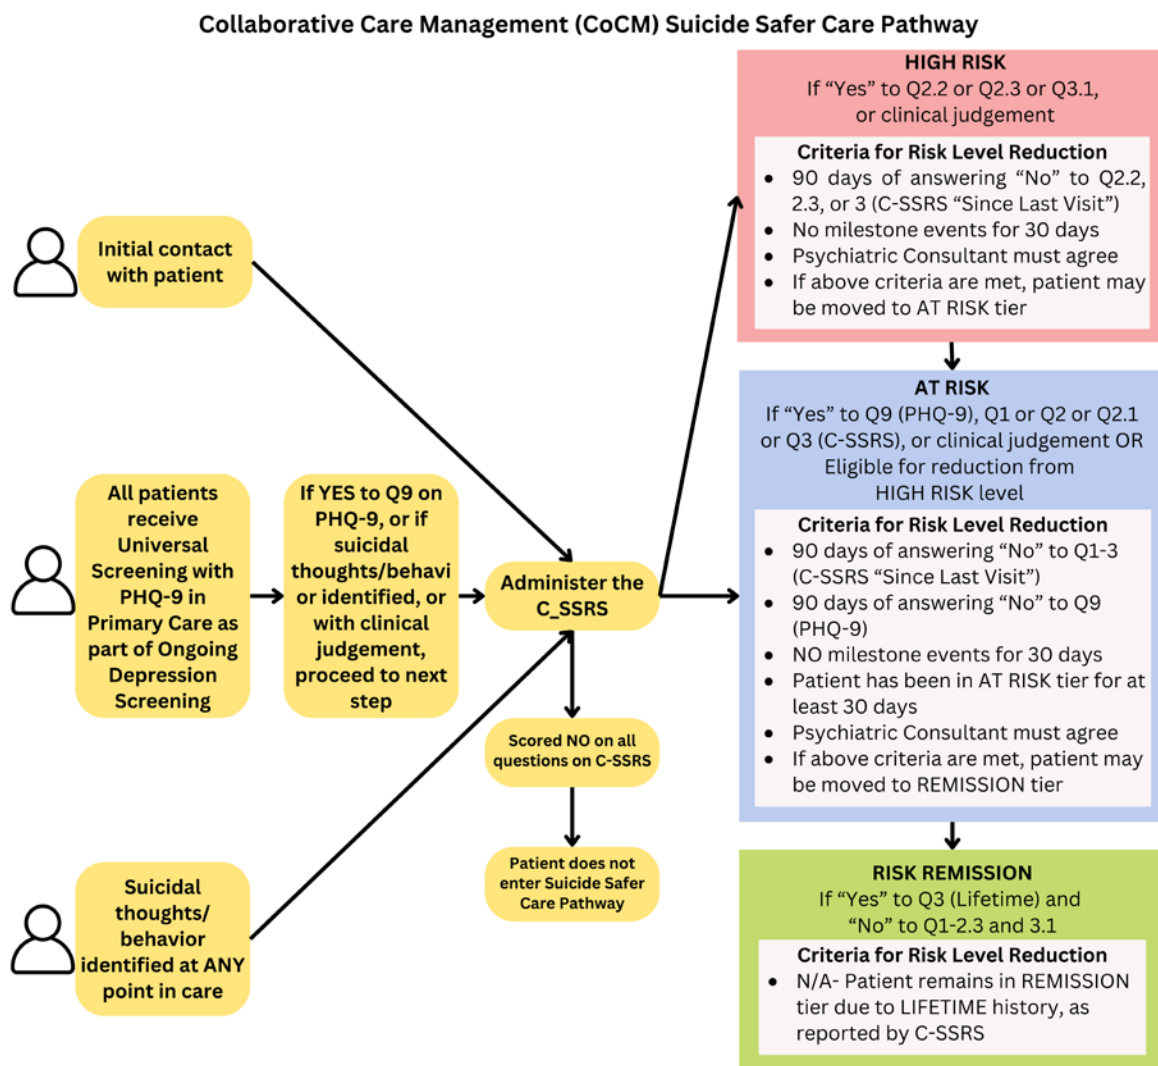 Collaborative Care Management (CoCM) Suicide Safer Care Pathway
Initial contact
with patient
All patients
receive
Universal
Screening with
PHQ-9 in
Primary Care as
part of Ongoing
Depression
Screening
If YES to Q9 on
PHQ-9, or if
suicidal
thoughts/behavi
or identified, or
with clinical
judgement,
proceed to next
step
Suicidal
thoughts/
behavior
identified at ANY
point in care
Administer the
C_SSRS
Scored NO on all
questions on C-SSRS
Patient does not
enter Suicide Safer
Care Pathway
HIGH RISK
If “Yes” to Q2.2 or Q2.3 or Q3.1,
or clinical judgement
Criteria for Risk Level Reduction
• 90 days of answering “No” to Q2.2,
2.3, or 3 (C-SSRS “Since Last Visit”)
• No milestone events for 30 days
• Psychiatric Consultant must agree
• If above criteria are met, patient may
be moved to AT RISK tier
AT RISK
If “Yes” to Q9 (PHQ-9), Q1 or Q2 or Q2.1
or Q3 (C-SSRS), or clinical judgement OR
Eligible for reduction from
HIGH RISK level
Criteria for Risk Level Reduction
• 90 days of answering “No” to Q1-3
(C-SSRS “Since Last Visit”)
• 90 days of answering “No” to Q9
(PHQ-9)
• NO milestone events for 30 days
• Patient has been in AT RISK tier for at
least 30 days
• Psychiatric Consultant must agree
• If above criteria are met, patient may
be moved to REMISSION tier
RISK REMISSION
If “Yes” to Q3 (Lifetime) and
“No” to Q1-2.3 and 3.1
Criteria for Risk Level Reduction
• N/A- Patient remains in REMISSION
tier due to LIFETIME history, as
reported by C-SSRS